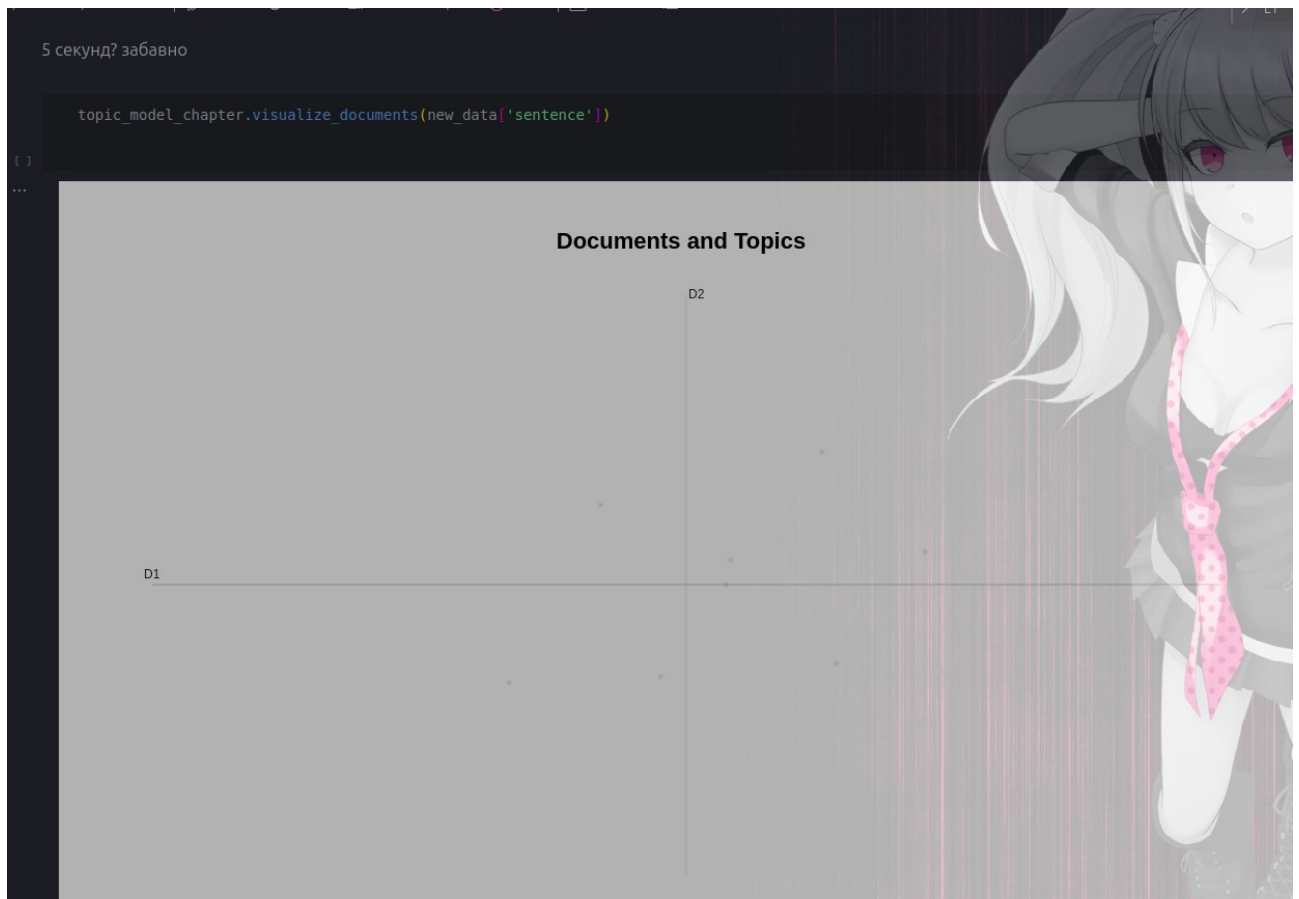 5 секунд? забавно
topic_model_chapter.visualize_documents(new_data['sentence'])
[ ]
...
Documents and Topics
D2
D1